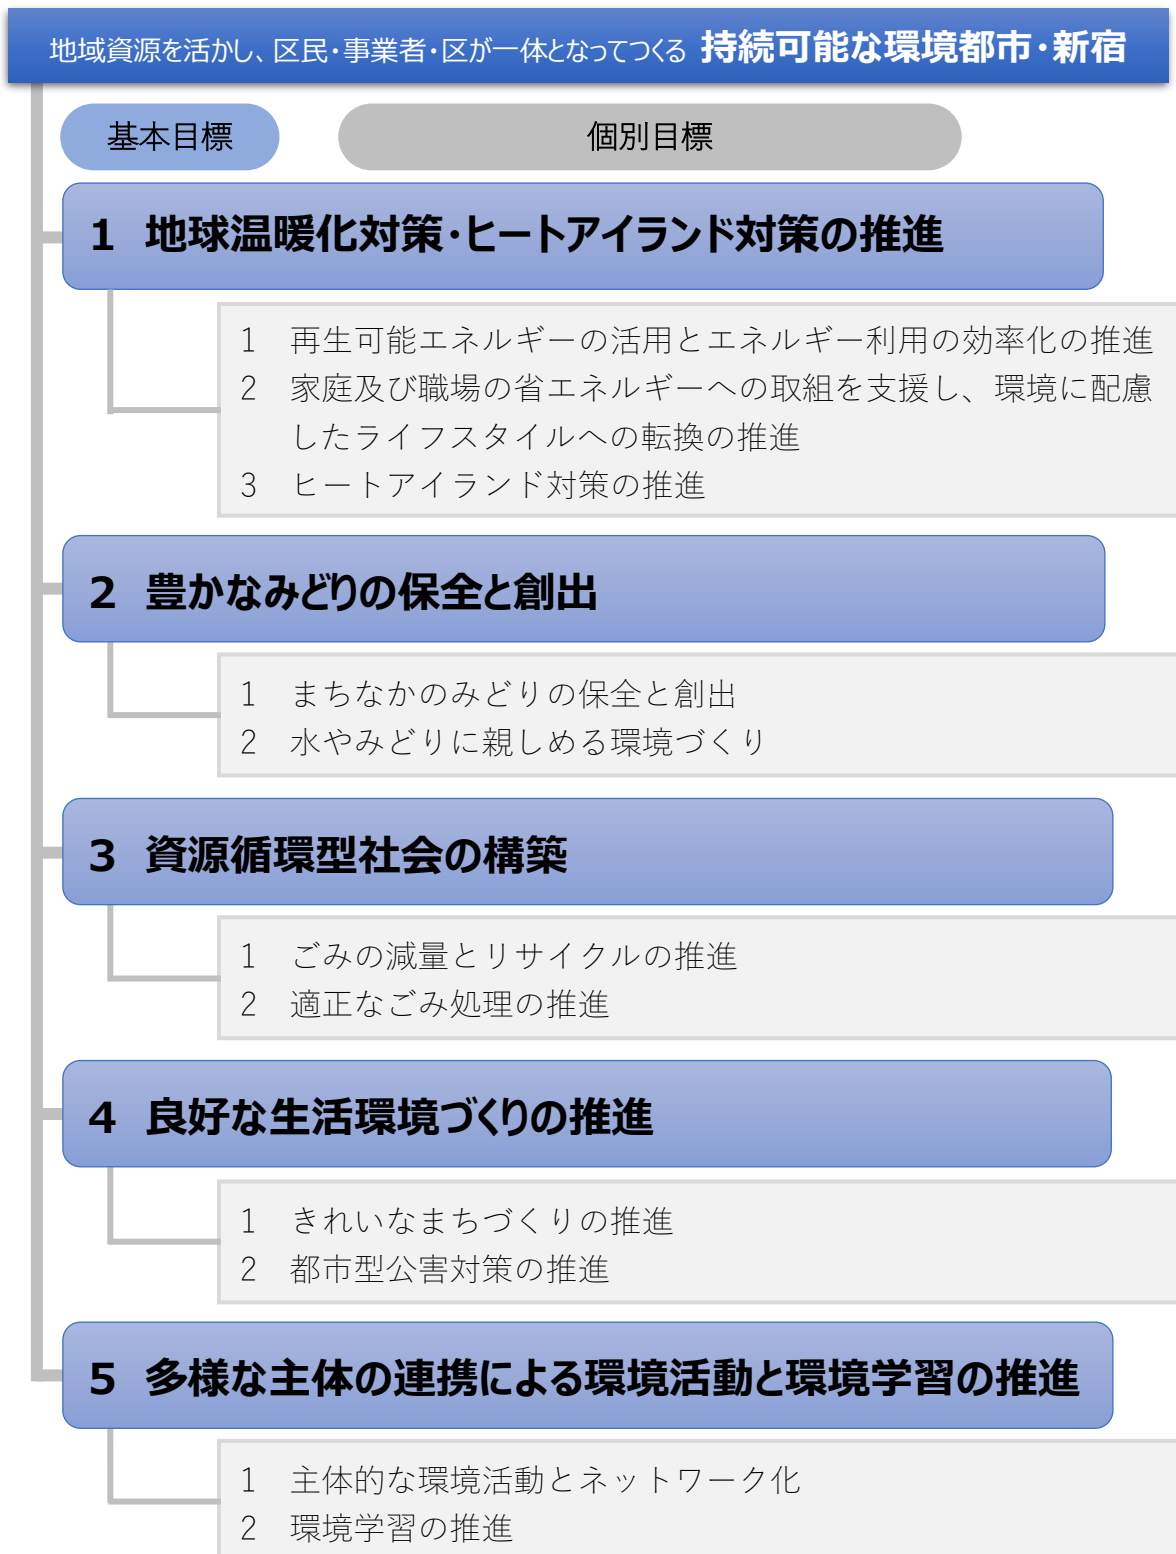 地域資源を活かし、区民・事業者・区が一体となってつくる 持続可能な環境都市・新宿
基本目標 個別目標
1 地球温暖化対策・ヒートアイランド対策の推進
1 再生可能エネルギーの活用とエネルギー利用の効率化の推進
2 家庭及び職場の省エネルギーへの取組を支援し、環境に配慮
したライフスタイルへの転換の推進
3 ヒートアイランド対策の推進
2 豊かなみどりの保全と創出
1 まちなかのみどりの保全と創出
2 水やみどりに親しめる環境づくり
3 資源循環型社会の構築
1 ごみの減量とリサイクルの推進
2 適正なごみ処理の推進
4 良好な生活環境づくりの推進
1 きれいなまちづくりの推進
2 都市型公害対策の推進
5 多様な主体の連携による環境活動と環境学習の推進
1 主体的な環境活動とネットワーク化
2 環境学習の推進